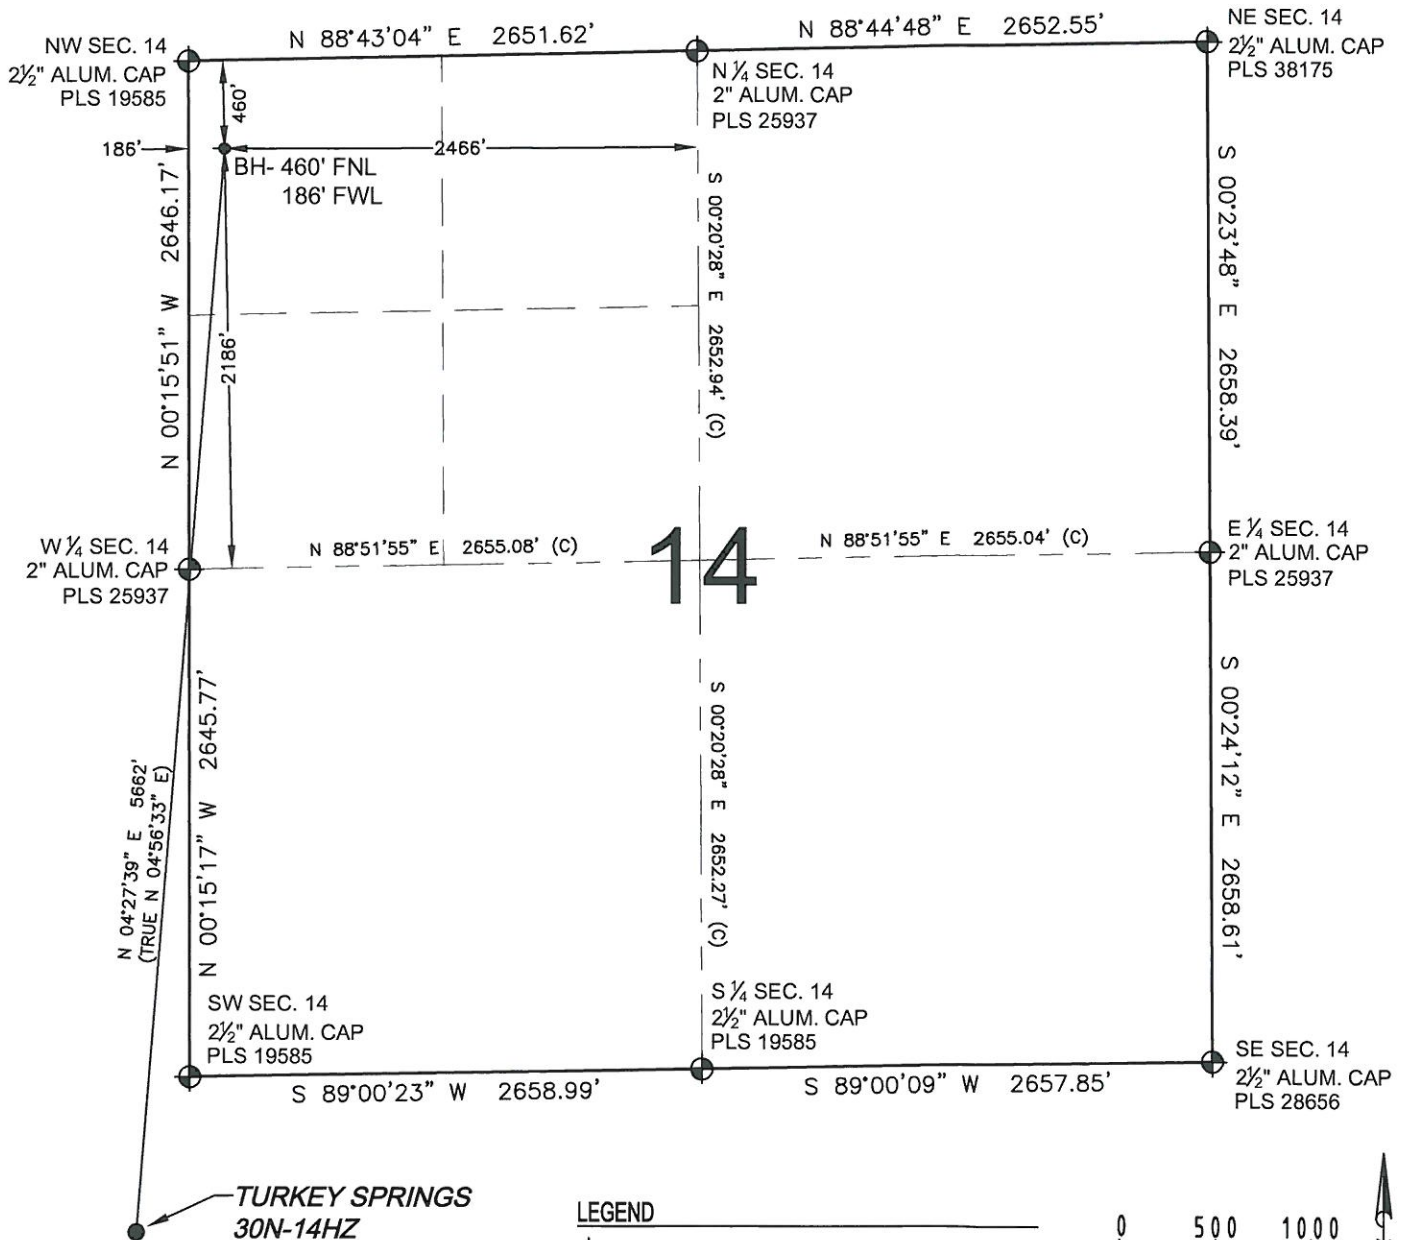 N 88°43'04" E 2651.62'
N 88°44'48" E 2652.55'
NW SEC. 14
2½" ALUM. CAP
PLS 19585
N ¼ SEC. 14
2" ALUM. CAP
PLS 25937
NE SEC. 14
2½" ALUM. CAP
PLS 38175
460'
186'
2466'
BH- 460' FNL
186' FWL
N 00°15'51" W 2646.17'
2186'
S 00°20'28" E 2652.94' (C)
S 00°23'48" E 2658.39'
W ¼ SEC. 14
2" ALUM. CAP
PLS 25937
N 88°51'55" E 2655.08' (C)
14
N 88°51'55" E 2655.04' (C)
E ¼ SEC. 14
2" ALUM. CAP
PLS 25937
N 04°27'39" E 5662'
(TRUE N 04°56'33" E)
N 00°15'17" W 2645.77'
S 00°20'28" E 2652.27' (C)
S 00°24'12" E 2658.61'
SW SEC. 14
2½" ALUM. CAP
PLS 19585
S ¼ SEC. 14
2½" ALUM. CAP
PLS 19585
SE SEC. 14
2½" ALUM. CAP
PLS 28656
S 89°00'23" W 2658.99'
S 89°00'09" W 2657.85'
TURKEY SPRINGS
30N-14HZ
LEGEND
0 500 1000